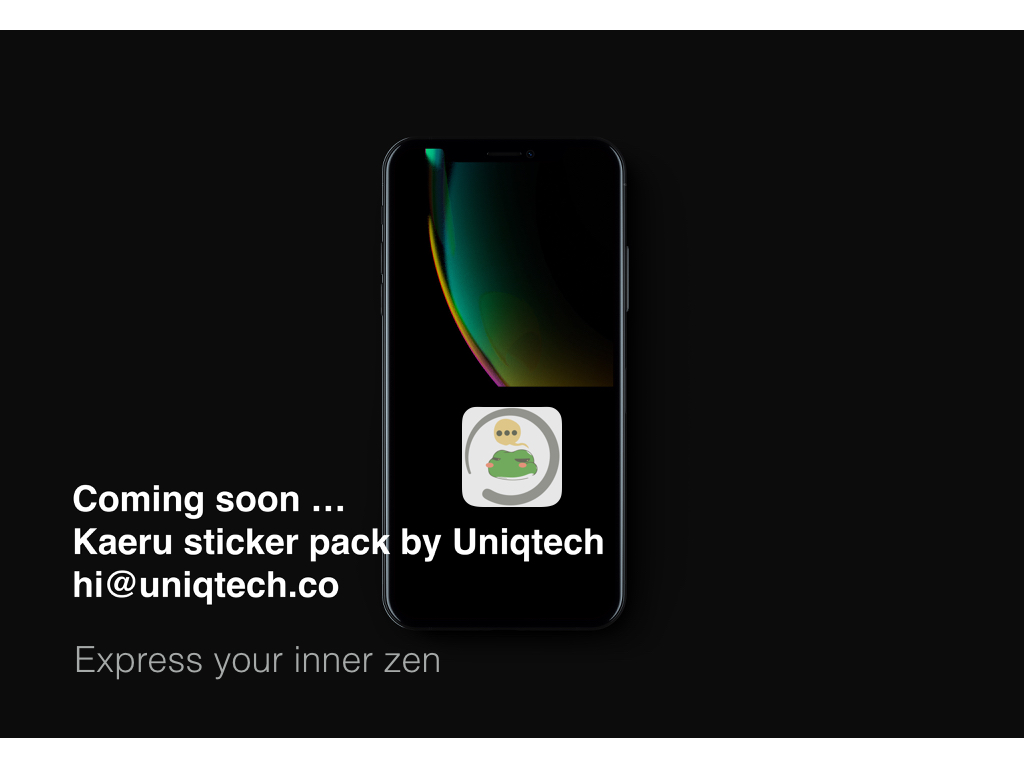 Coming soon …
Kaeru sticker pack by Uniqtech
hi@uniqtech.co
Express your inner zen